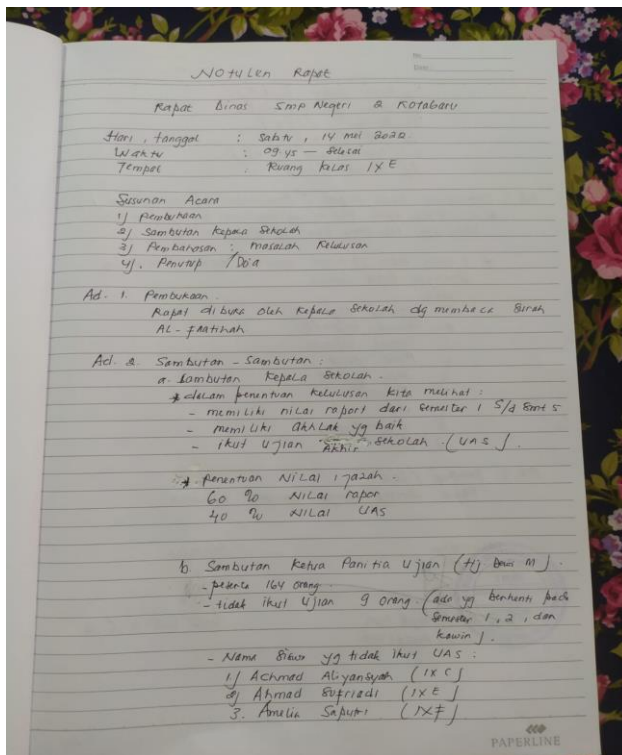 No.
Date.
Notulen Rapat
Rapat Dinas Smp Negeri 2 Kotabaru
Hari, tanggal : Sabtu, 14 mei 2022
Waktu : 09.45 — Selesai
Tempat : Ruang kelas IX E
Susunan Acara
1) Pembukaan
2) Sambutan Kepala Sekolah
3) Pembahasan : masalah Kelulusan
4). Penutup / Do'a
Ad. 1. Pembukaan.
Rapat dibuka oleh Kepala Sekolah dg membaca Surah
AL-faatihah
Ad. 2. Sambutan - Sambutan :
a. Sambutan Kepala Sekolah.
→ dalam penentuan kelulusan kita melihat :
- memiliki nilai raport dari semester 1 s/d smt 5
- memiliki akhlak yg baik
- ikut Ujian Akhir Sekolah (UAS).
→ Penentuan Nilai ijazah.
60 % Nilai rapor
40 % Nilai UAS
b. Sambutan Ketua Panitia Ujian (Hj M).
- peserta 164 orang.
- tidak ikut Ujian 9 orang. (adn yg berhenti pada
Semester 1, 2, dan
kawin).
- Nama Siswa yg tidak ikut UAS :
1) Achmad Aliyansyah (IX C)
2) Ahmad Supriadi (IX E)
3. Amelia Saputri (IX F)
PAPERLINE